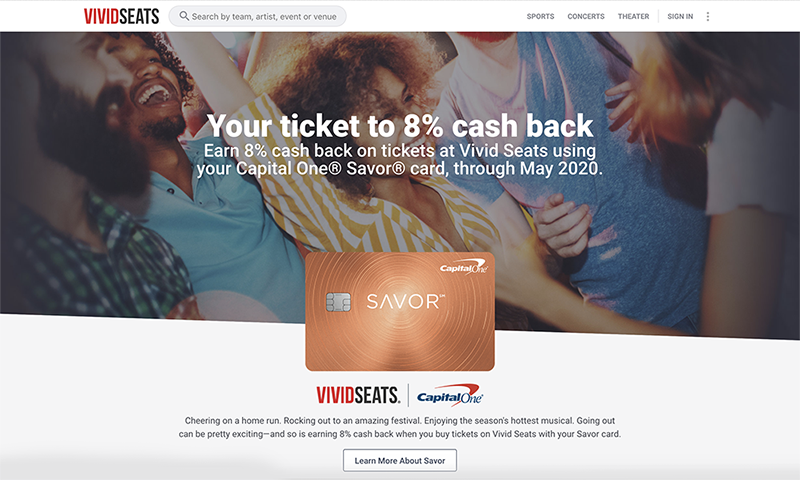 VIVIDSEATS
Search by team, artist, event or venue
SPORTS
CONCERTS
THEATER
SIGN IN
Your ticket to 8% cash back
Earn 8% cash back on tickets at Vivid Seats using
your Capital One® Savor® card, through May 2020.
Capital One®
SAVOR℠
VIVIDSEATS®
Capital One®
Cheering on a home run. Rocking out to an amazing festival. Enjoying the season's hottest musical. Going out
can be pretty exciting—and so is earning 8% cash back when you buy tickets on Vivid Seats with your Savor card.
Learn More About Savor